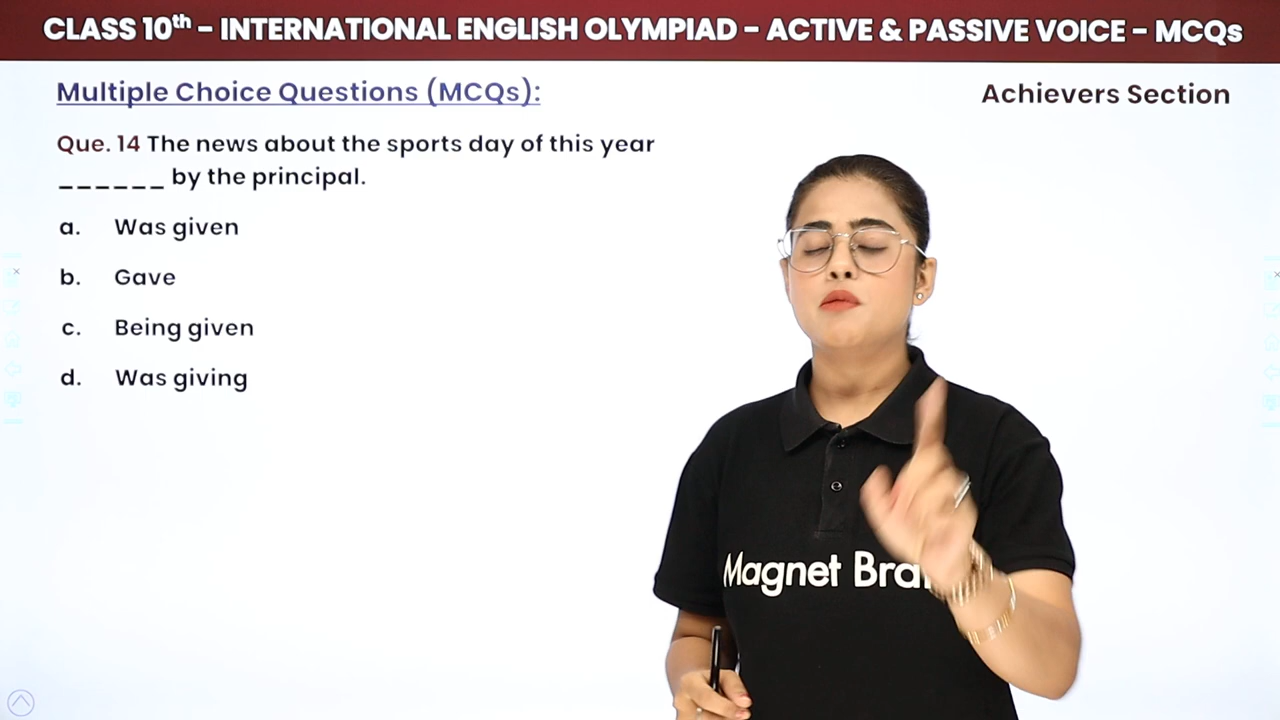 CLASS 10th – INTERNATIONAL ENGLISH OLYMPIAD – ACTIVE & PASSIVE VOICE – MCQs
Multiple Choice Questions (MCQs):
Achievers Section
Que. 14 The news about the sports day of this year
______ by the principal.
a. Was given
b. Gave
c. Being given
d. Was giving
Magnet